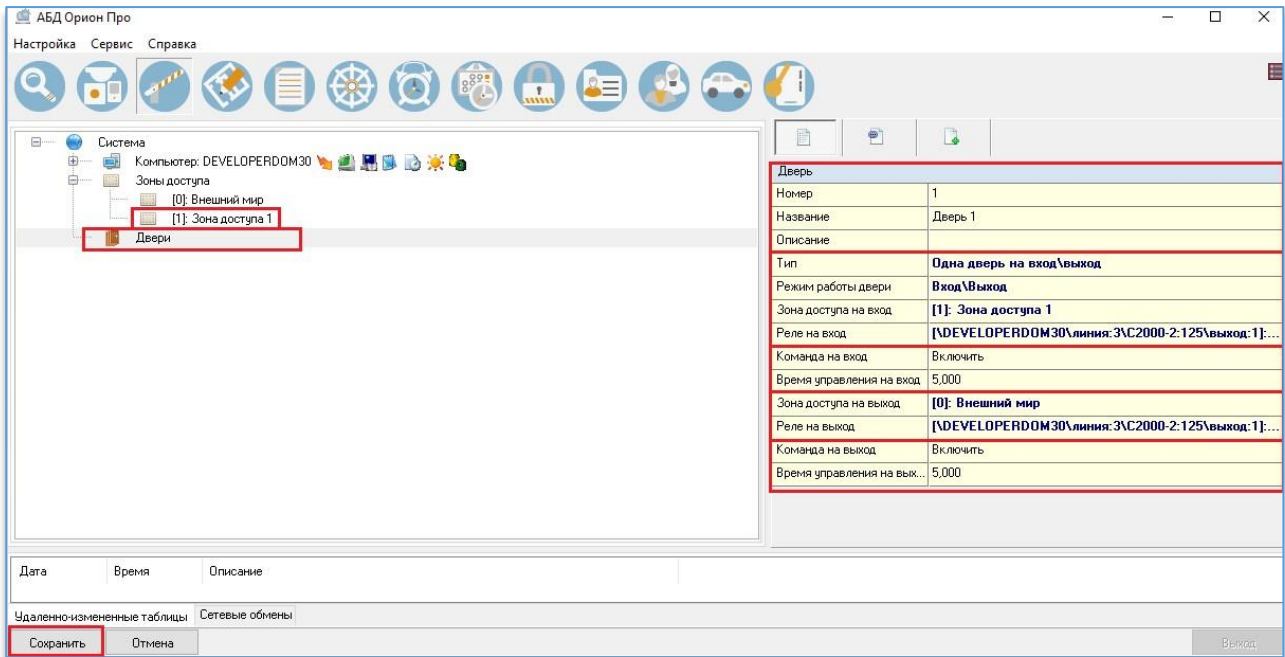 АБД Орион Про
Настройка Сервис Справка
Система
Компьютер: DEVELOPERDOM30
Зоны доступа
[0]: Внешний мир
[1]: Зона доступа 1
Двери
Дверь
Номер 1
Название Дверь 1
Описание
Тип Одна дверь на вход\выход
Режим работы двери Вход\Выход
Зона доступа на вход [1]: Зона доступа 1
Реле на вход [\DEVELOPERDOM30\линия:3\С2000-2:125\выход:1]:...
Команда на вход Включить
Время управления на вход 5,000
Зона доступа на выход [0]: Внешний мир
Реле на выход [\DEVELOPERDOM30\линия:3\С2000-2:125\выход:1]:...
Команда на выход Включить
Время управления на вых... 5,000
Дата Время Описание
Удаленно-измененные таблицы Сетевые обмены
Сохранить Отмена Выход